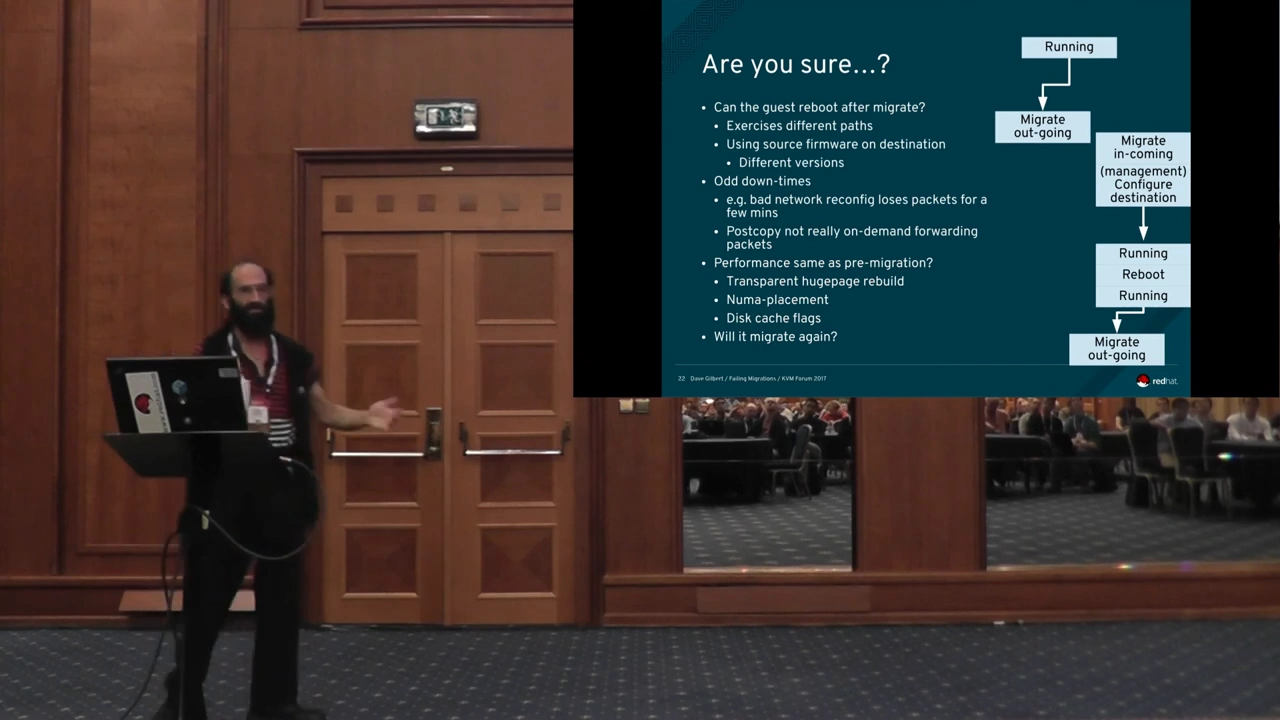 Are you sure...?
• Can the guest reboot after migrate?
• Exercises different paths
• Using source firmware on destination
• Different versions
• Odd down-times
• e.g. bad network reconfig loses packets for a
few mins
• Postcopy not really on-demand forwarding
packets
• Performance same as pre-migration?
• Transparent hugepage rebuild
• Numa-placement
• Disk cache flags
• Will it migrate again?
Running
Migrate
out-going
Migrate
in-coming
(management)
Configure
destination
Running
Reboot
Running
Migrate
out-going
22 Dave Gilbert / Failing Migrations / KVM Forum 2017
redhat.